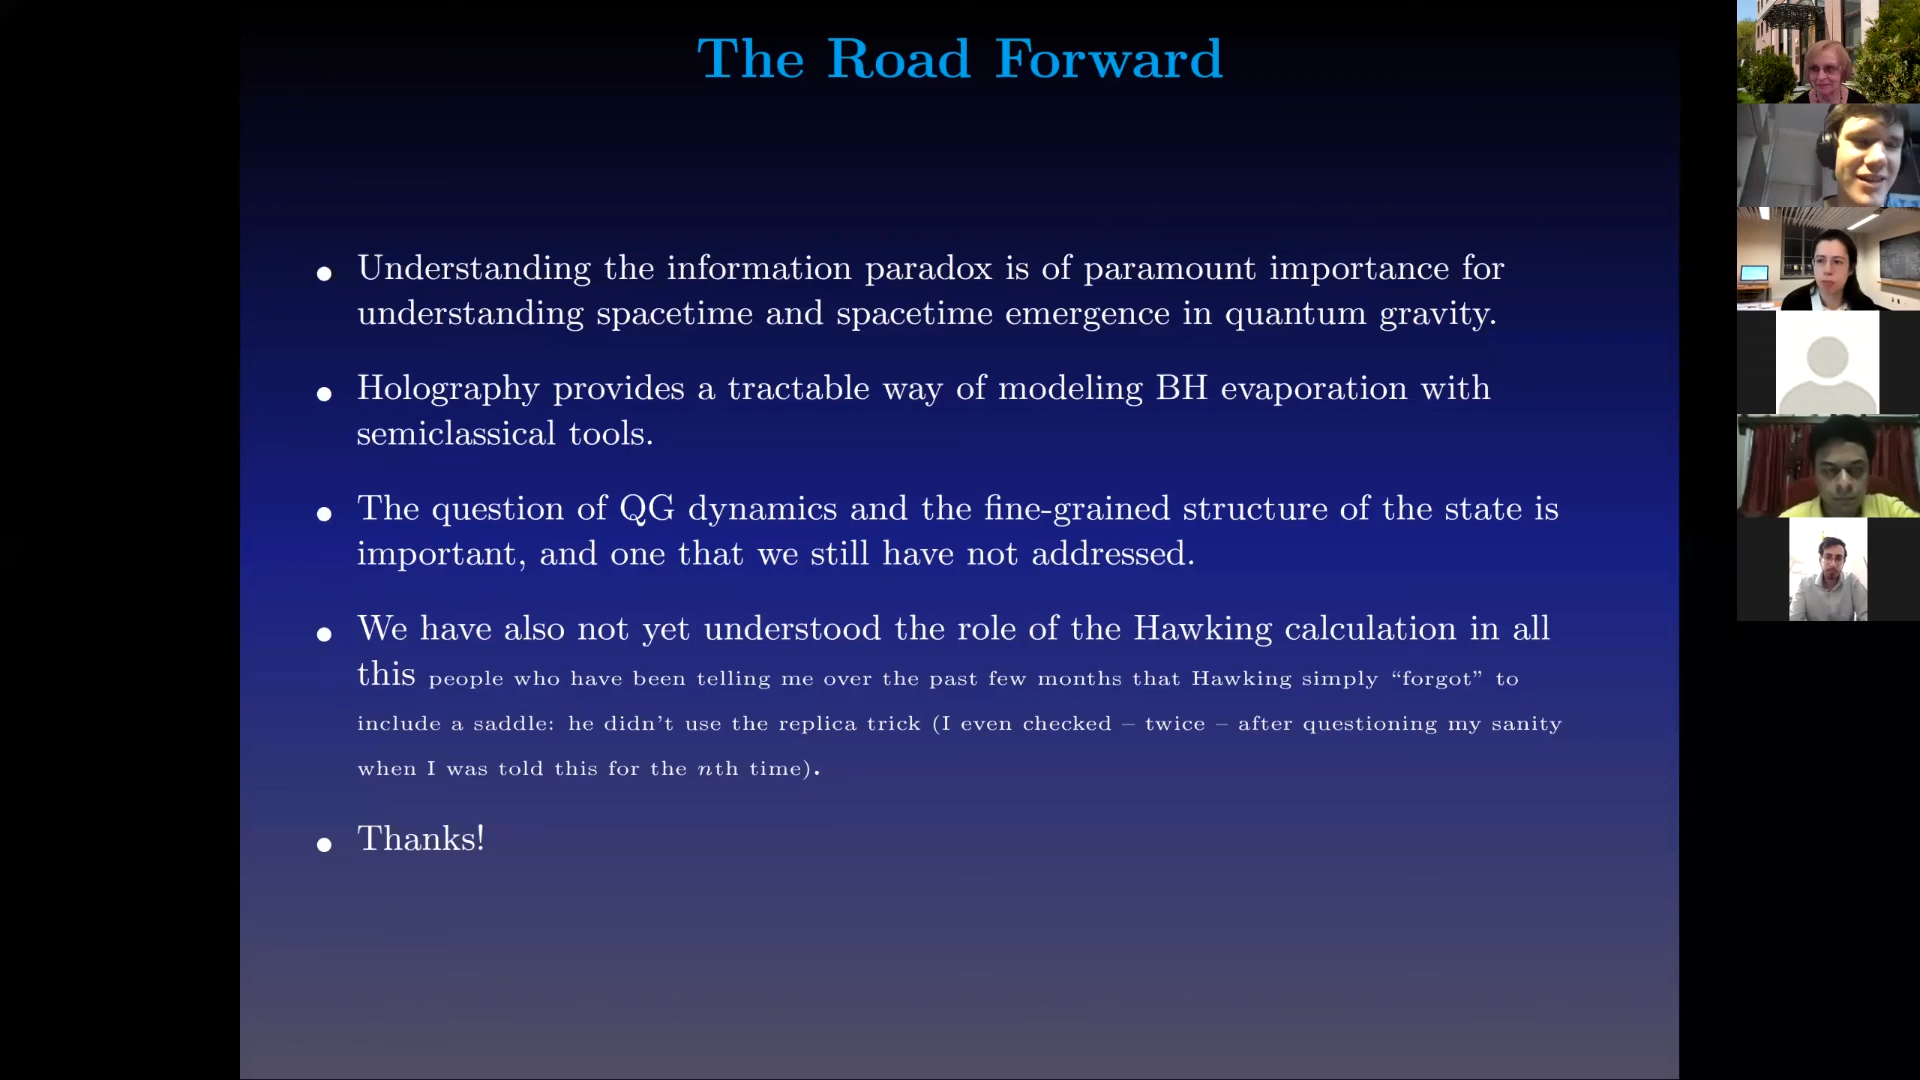 The Road Forward
• Understanding the information paradox is of paramount importance for
understanding spacetime and spacetime emergence in quantum gravity.
• Holography provides a tractable way of modeling BH evaporation with
semiclassical tools.
• The question of QG dynamics and the fine-grained structure of the state is
important, and one that we still have not addressed.
• We have also not yet understood the role of the Hawking calculation in all
this people who have been telling me over the past few months that Hawking simply “forgot” to
include a saddle: he didn’t use the replica trick (I even checked – twice – after questioning my sanity
when I was told this for the nth time).
• Thanks!